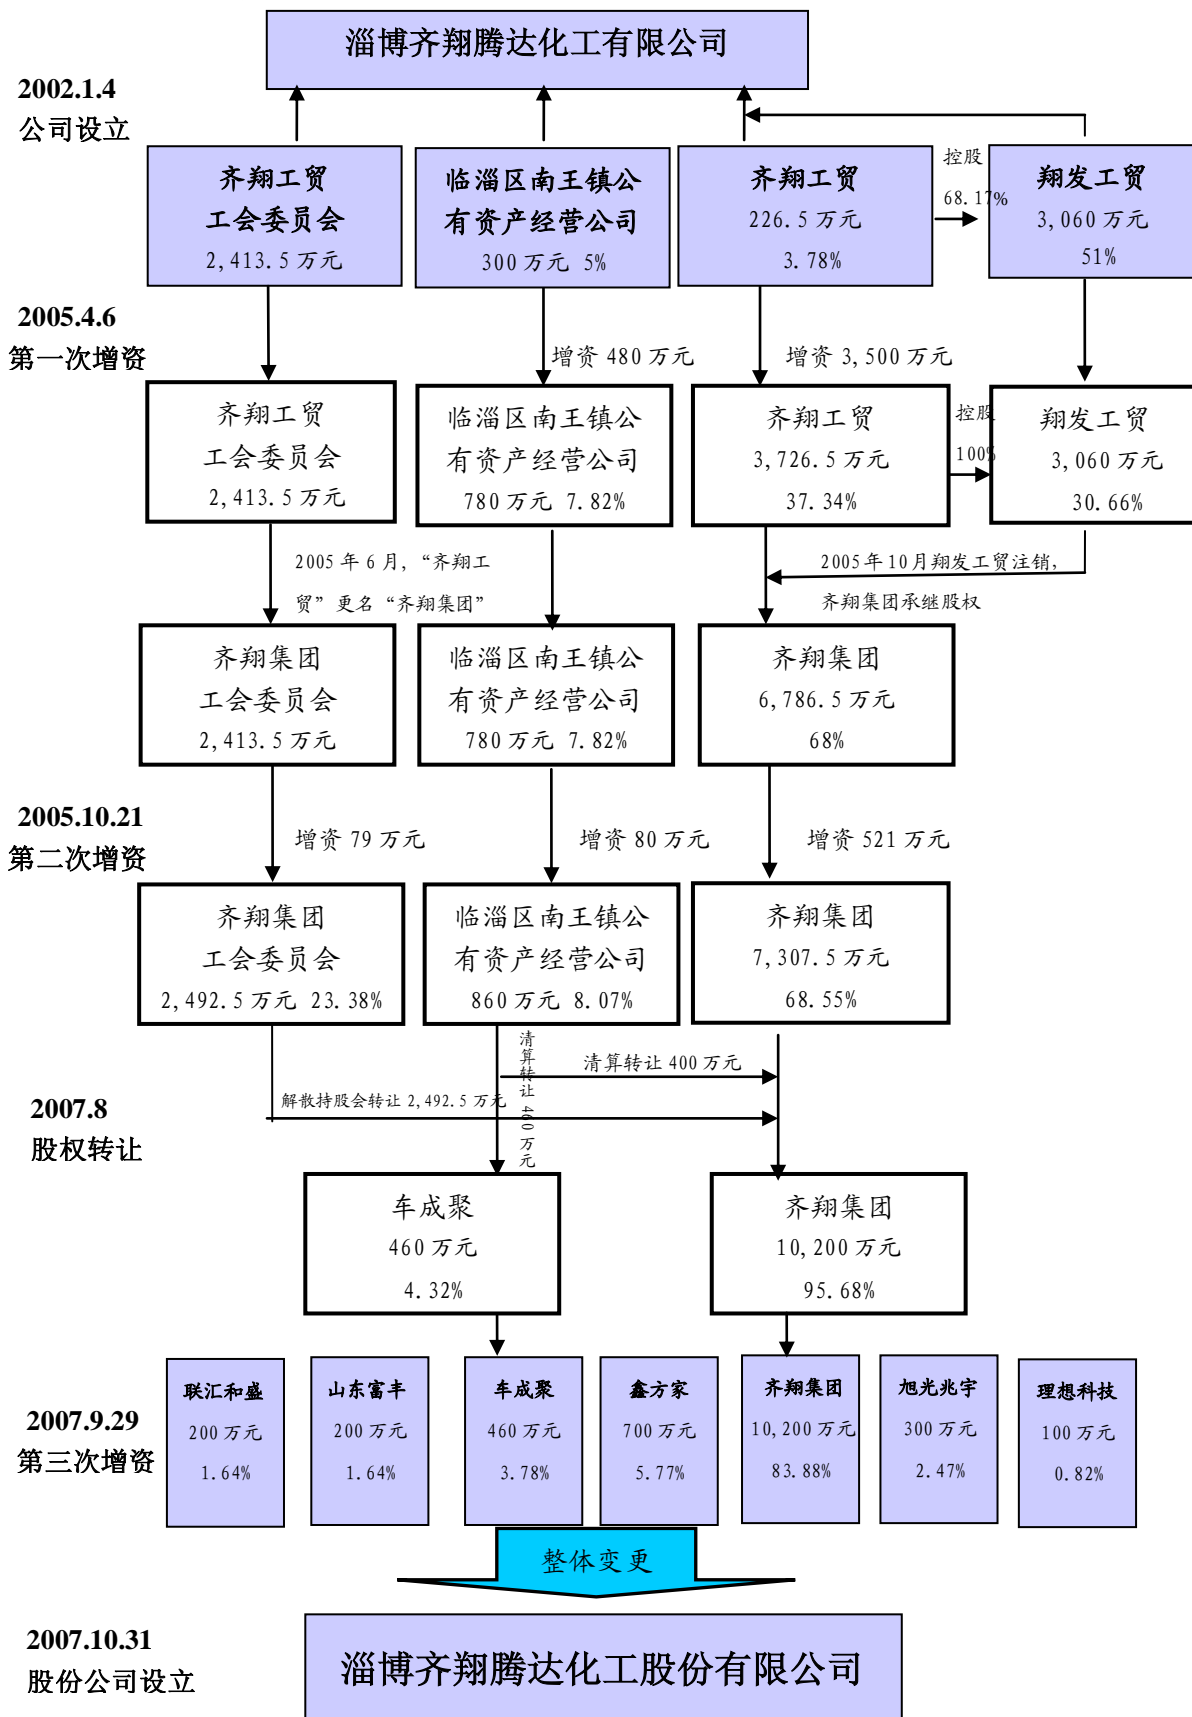 淄博齐翔腾达化工有限公司
2002.1.4
公司设立
齐翔工贸
工会委员会
2,413.5 万元
临淄区南王镇公
有资产经营公司
300 万元 5%
齐翔工贸
226.5 万元
3.78%
控股
68.17%
翔发工贸
3,060 万元
51%
2005.4.6
第一次增资
增资 480 万元
增资 3,500 万元
齐翔工贸
工会委员会
2,413.5 万元
临淄区南王镇公
有资产经营公司
780 万元 7.82%
齐翔工贸
3,726.5 万元
37.34%
控股
100%
翔发工贸
3,060 万元
30.66%
2005 年 6 月，“齐翔工
贸”更名“齐翔集团”
2005 年 10 月翔发工贸注销，
齐翔集团承继股权
齐翔集团
工会委员会
2,413.5 万元
临淄区南王镇公
有资产经营公司
780 万元 7.82%
齐翔集团
6,786.5 万元
68%
2005.10.21
第二次增资
增资 79 万元
增资 80 万元
增资 521 万元
齐翔集团
工会委员会
2,492.5 万元 23.38%
临淄区南王镇公
有资产经营公司
860 万元 8.07%
齐翔集团
7,307.5 万元
68.55%
清算转让 460 万元
清算转让 400 万元
解散持股会转让 2,492.5 万元
2007.8
股权转让
车成聚
460 万元
4.32%
齐翔集团
10,200 万元
95.68%
2007.9.29
第三次增资
联汇和盛
200 万元
1.64%
山东富丰
200 万元
1.64%
车成聚
460 万元
3.78%
鑫方家
700 万元
5.77%
齐翔集团
10,200 万元
83.88%
旭光兆宇
300 万元
2.47%
理想科技
100 万元
0.82%
整体变更
2007.10.31
股份公司设立
淄博齐翔腾达化工股份有限公司